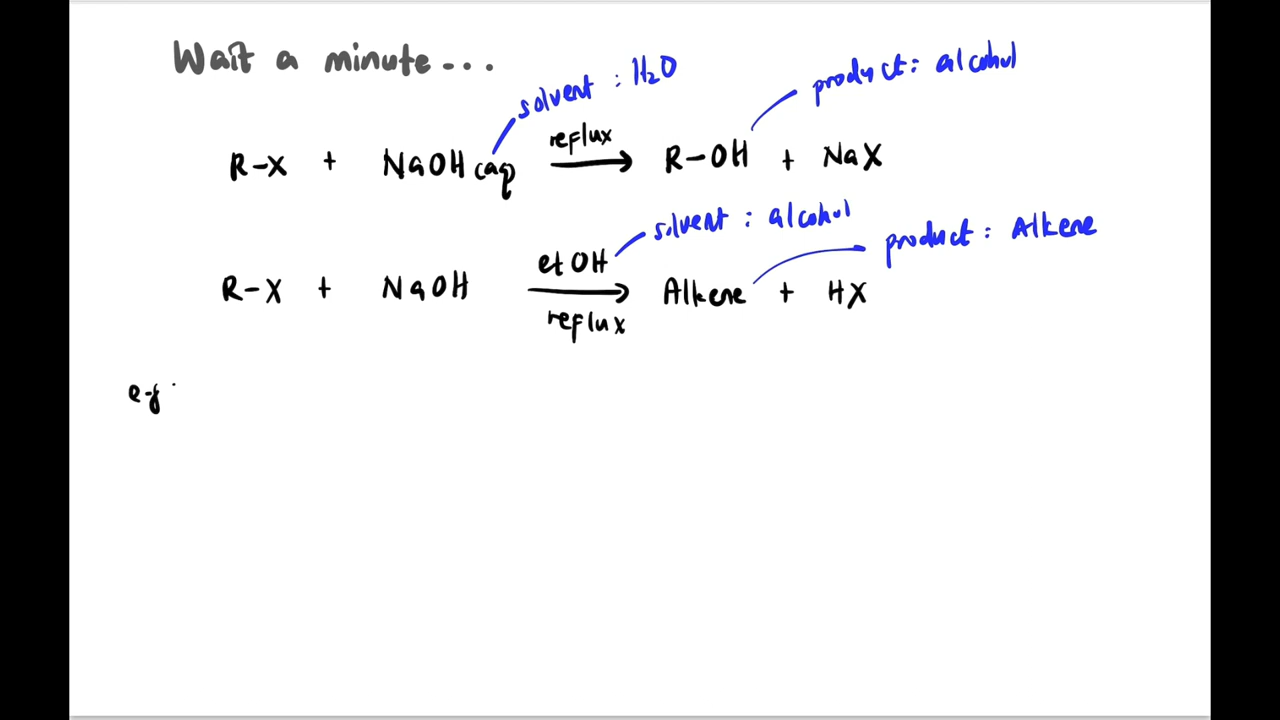 Wait a minute...
solvent : H2O
product: alcohol
R-X + NaOH caq reflux R-OH + NaX
solvent : alcohol
product : Alkene
R-X + NaOH etOH reflux Alkene + HX
e.g.